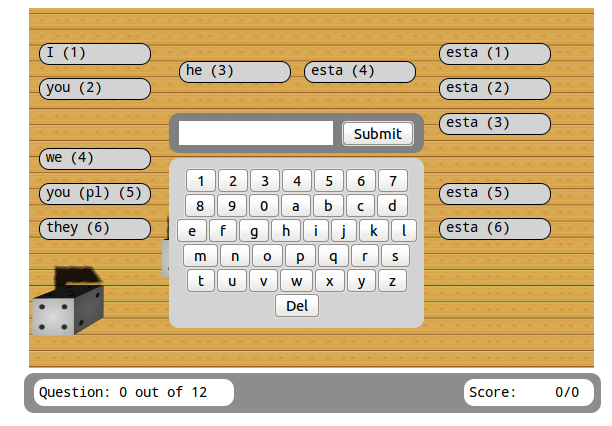 I (1)
you (2)
we (4)
you (pl) (5)
they (6)
he (3)
esta (4)
esta (1)
esta (2)
esta (3)
esta (5)
esta (6)
Submit
1 2 3 4 5 6 7
8 9 0 a b c d
e f g h i j k l
m n o p q r s
t u v w x y z
Del
Question: 0 out of 12
Score: 0/0